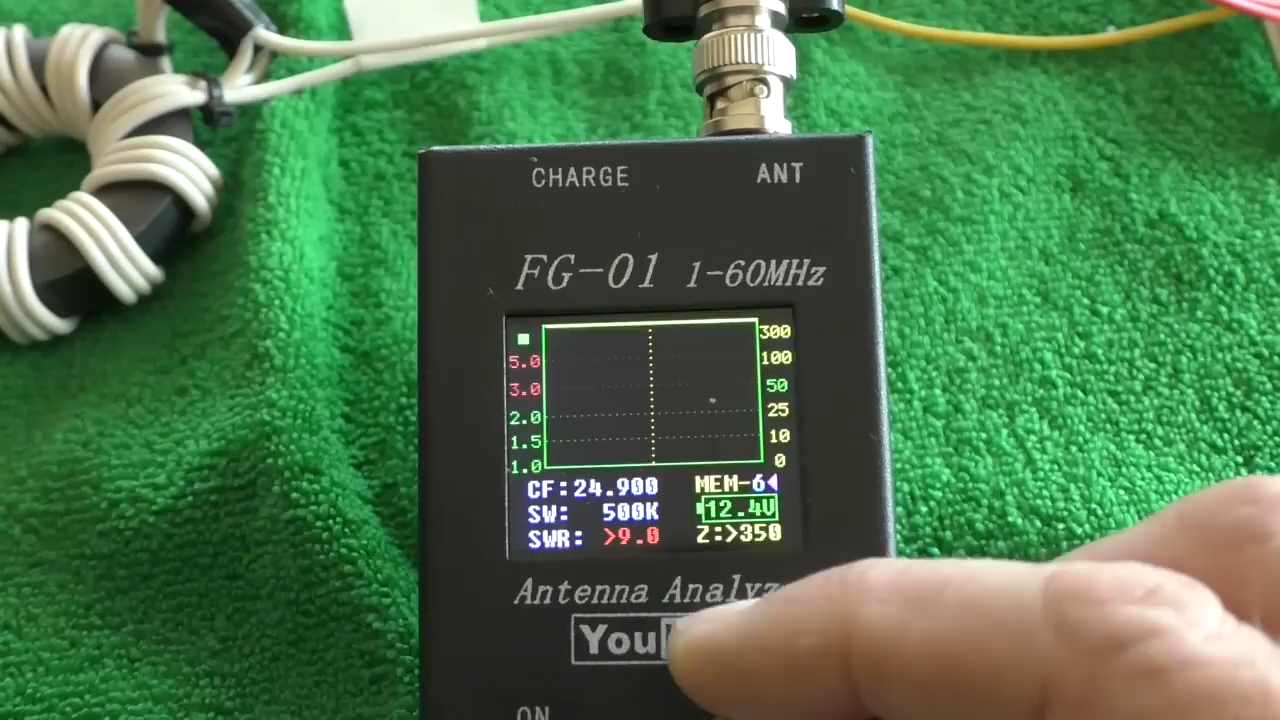 CHARGE ANT
FG-01 1-60MHz
300
5.0 100
3.0 50
2.0 25
1.5 10
1.0 0
CF:24.900 MEM-6
SW: 500K 12.4V
SWR: >9.0 Z:>350
Antenna
You
ON